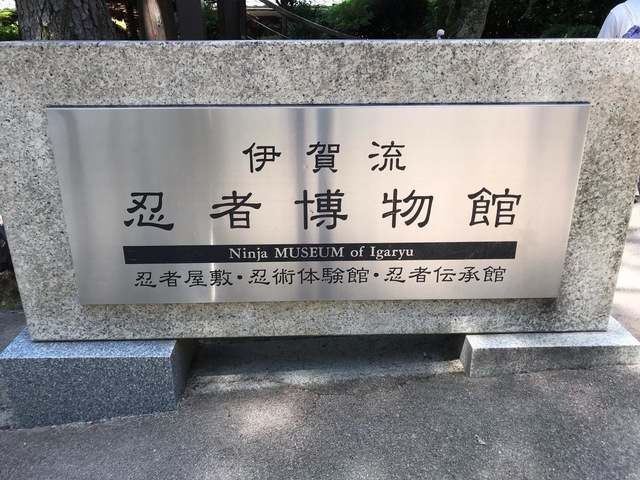 伊賀流
忍者博物館
Ninja MUSEUM of Igaryu
忍者屋敷・忍術体験館・忍者伝承館